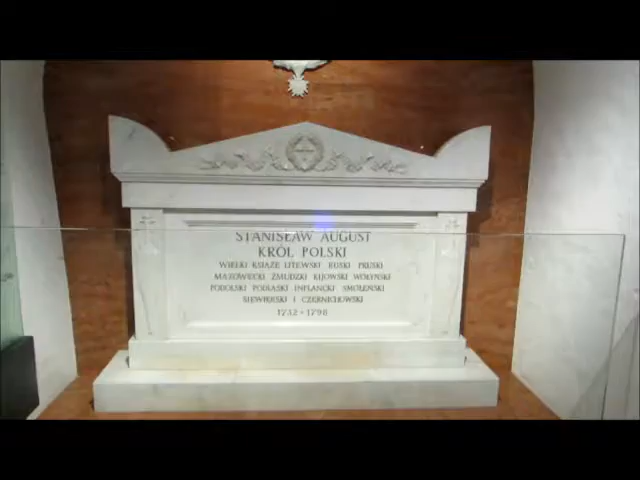 STANISŁAW AUGUST
KRÓL POLSKI
WIELKI KSIĄŻĘ LITEWSKI RUSKI PRUSKI
MAZOWIECKI ŻMUDZKI KIJOWSKI WOŁYŃSKI
PODOLSKI PODLASKI INFLANCKI SMOLEŃSKI
SIEWIERSKI I CZERNICHOWSKI
1732 - 1798